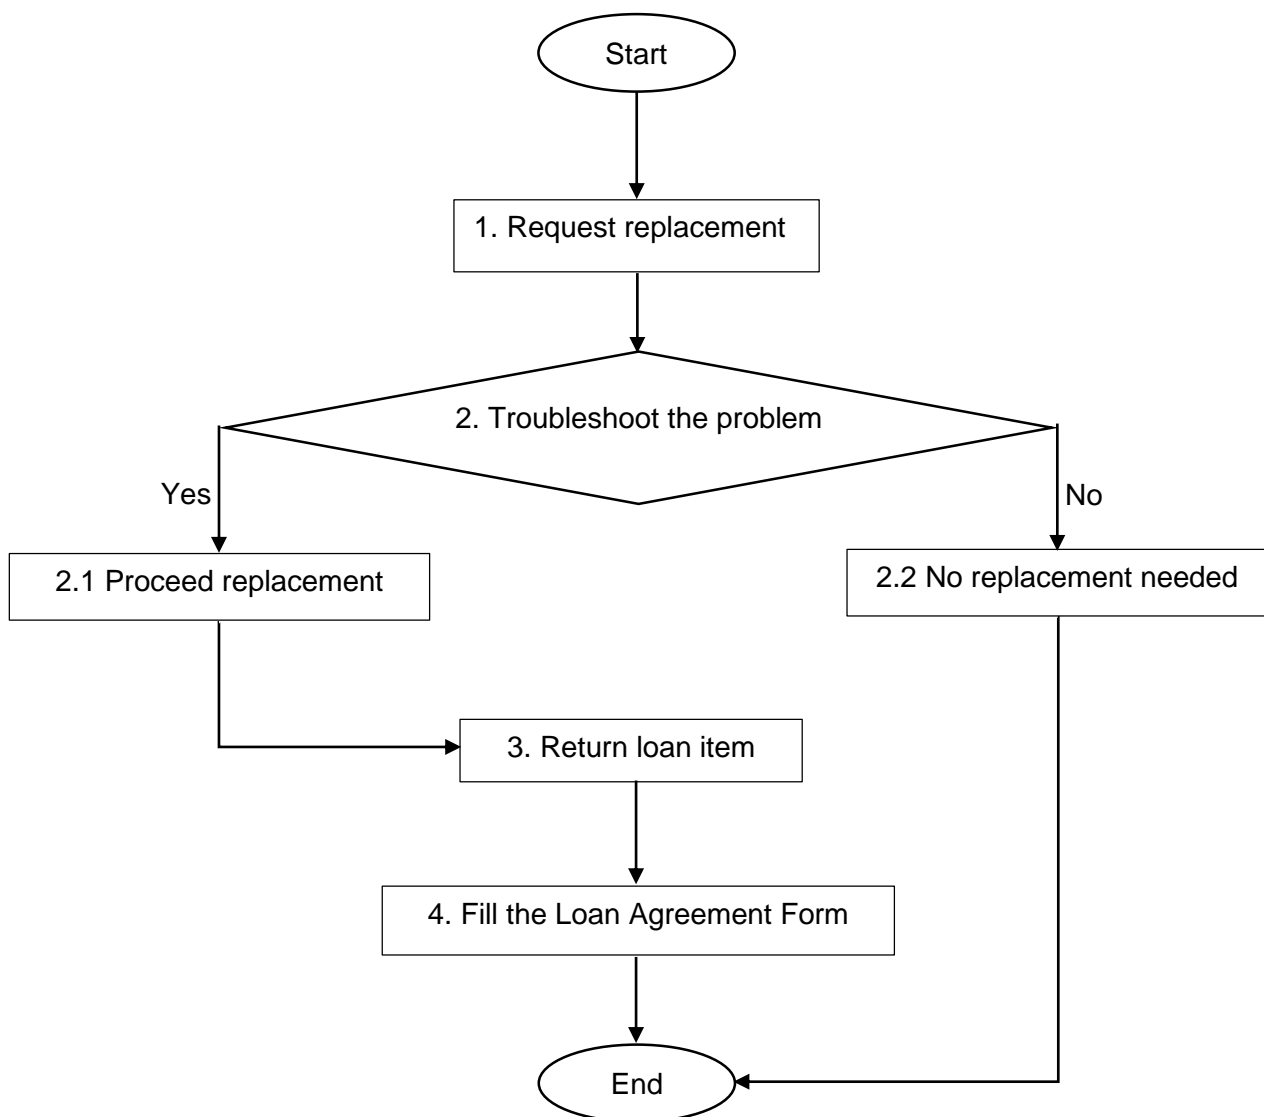 Start
1. Request replacement
2. Troubleshoot the problem
Yes
No
2.1 Proceed replacement
2.2 No replacement needed
3. Return loan item
4. Fill the Loan Agreement Form
End